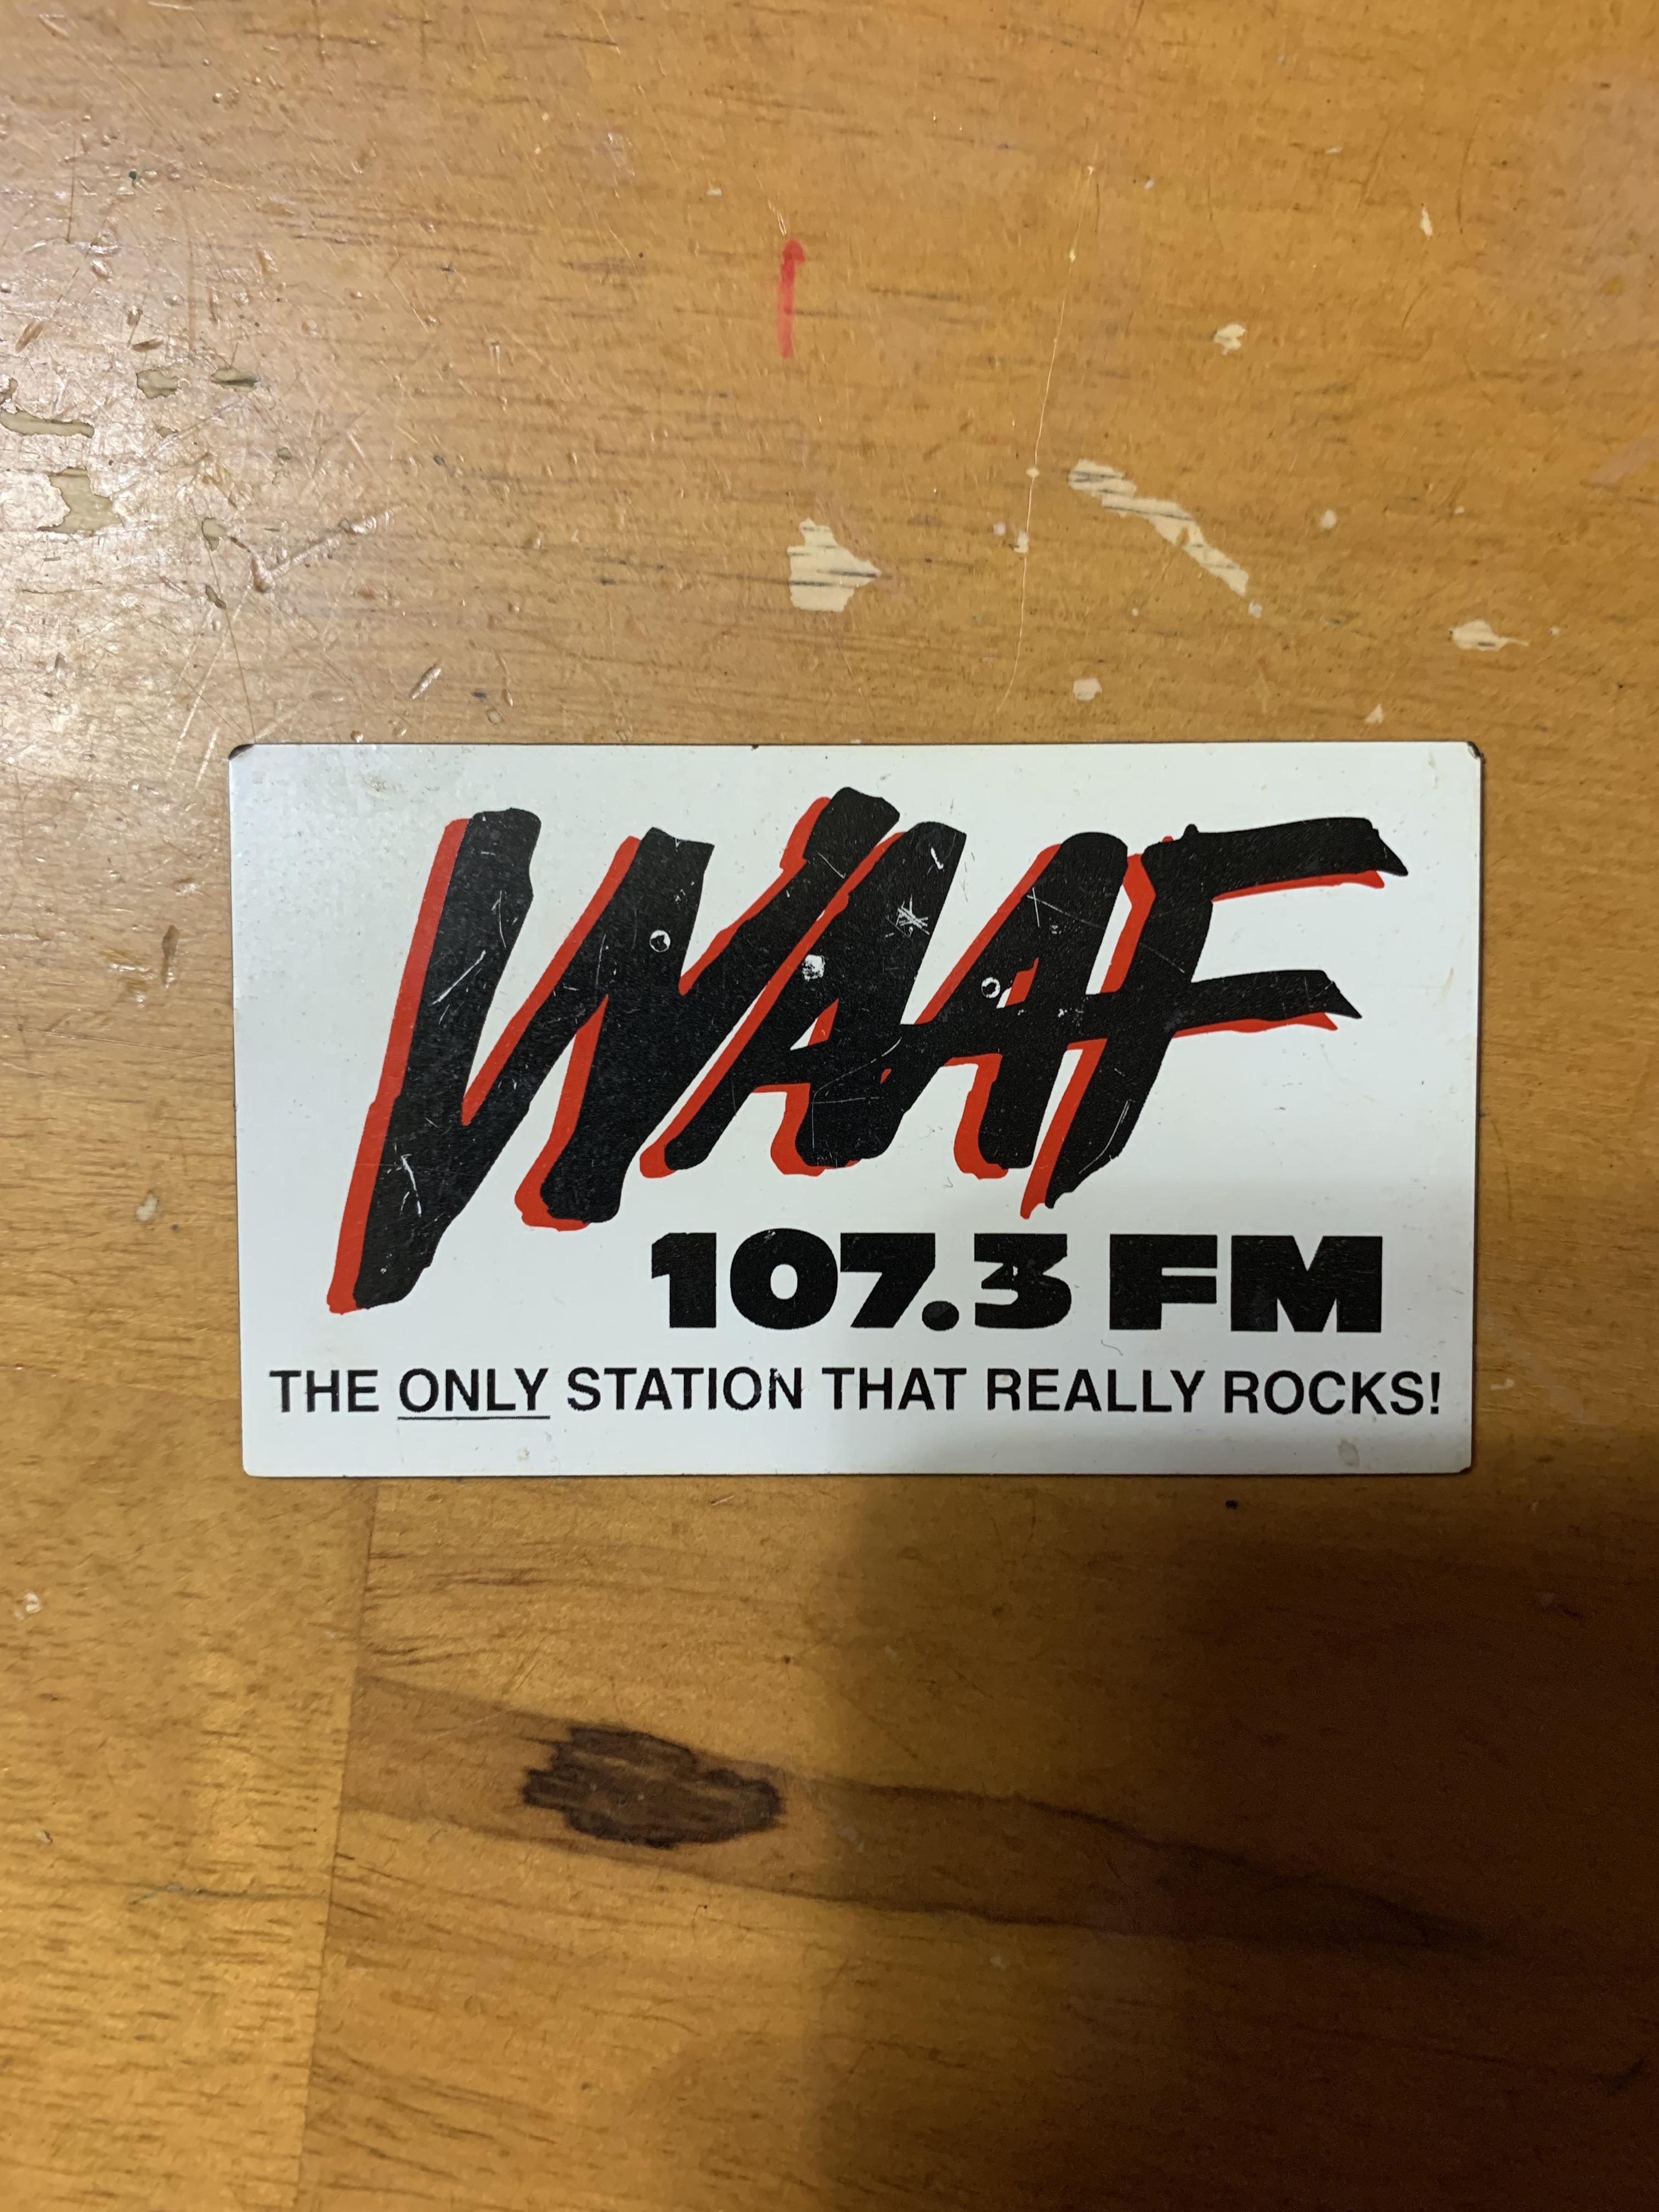 WAAF
107.3 FM
THE ONLY STATION THAT REALLY ROCKS!